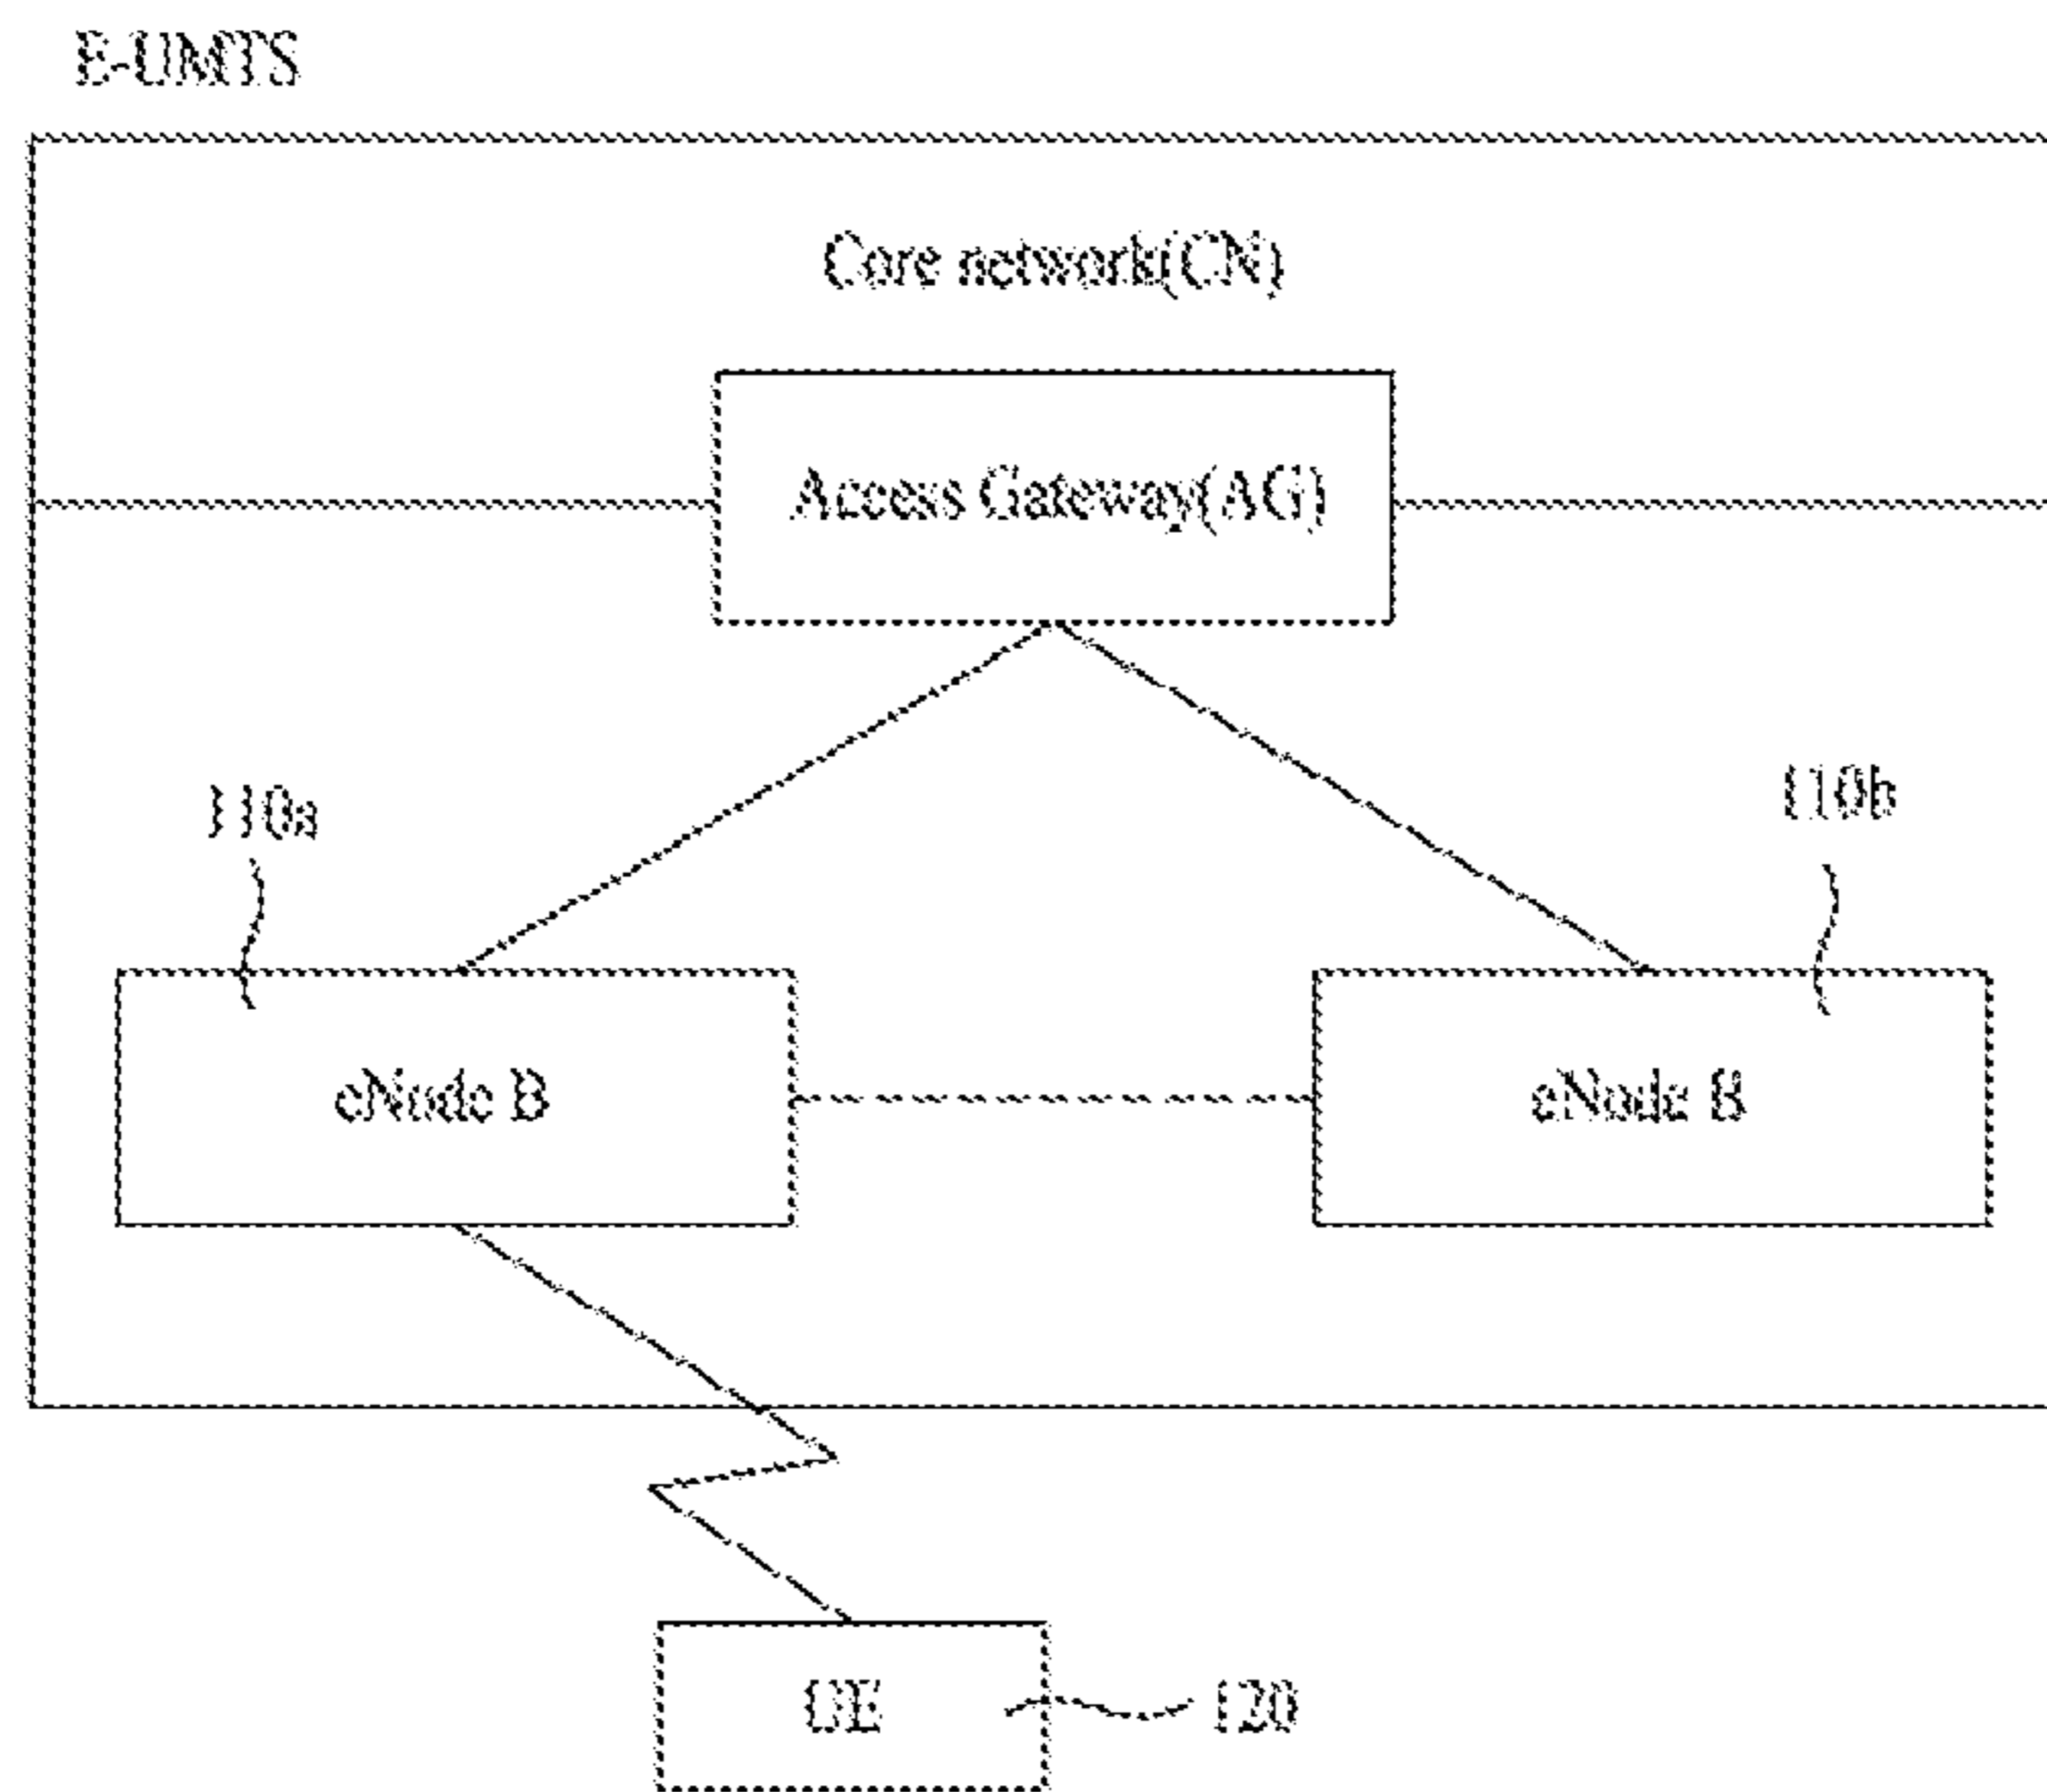 E-UMTS
Core network(CN)
Access Gateway(AG)
110a
110b
eNode B
eNode B
UE
120